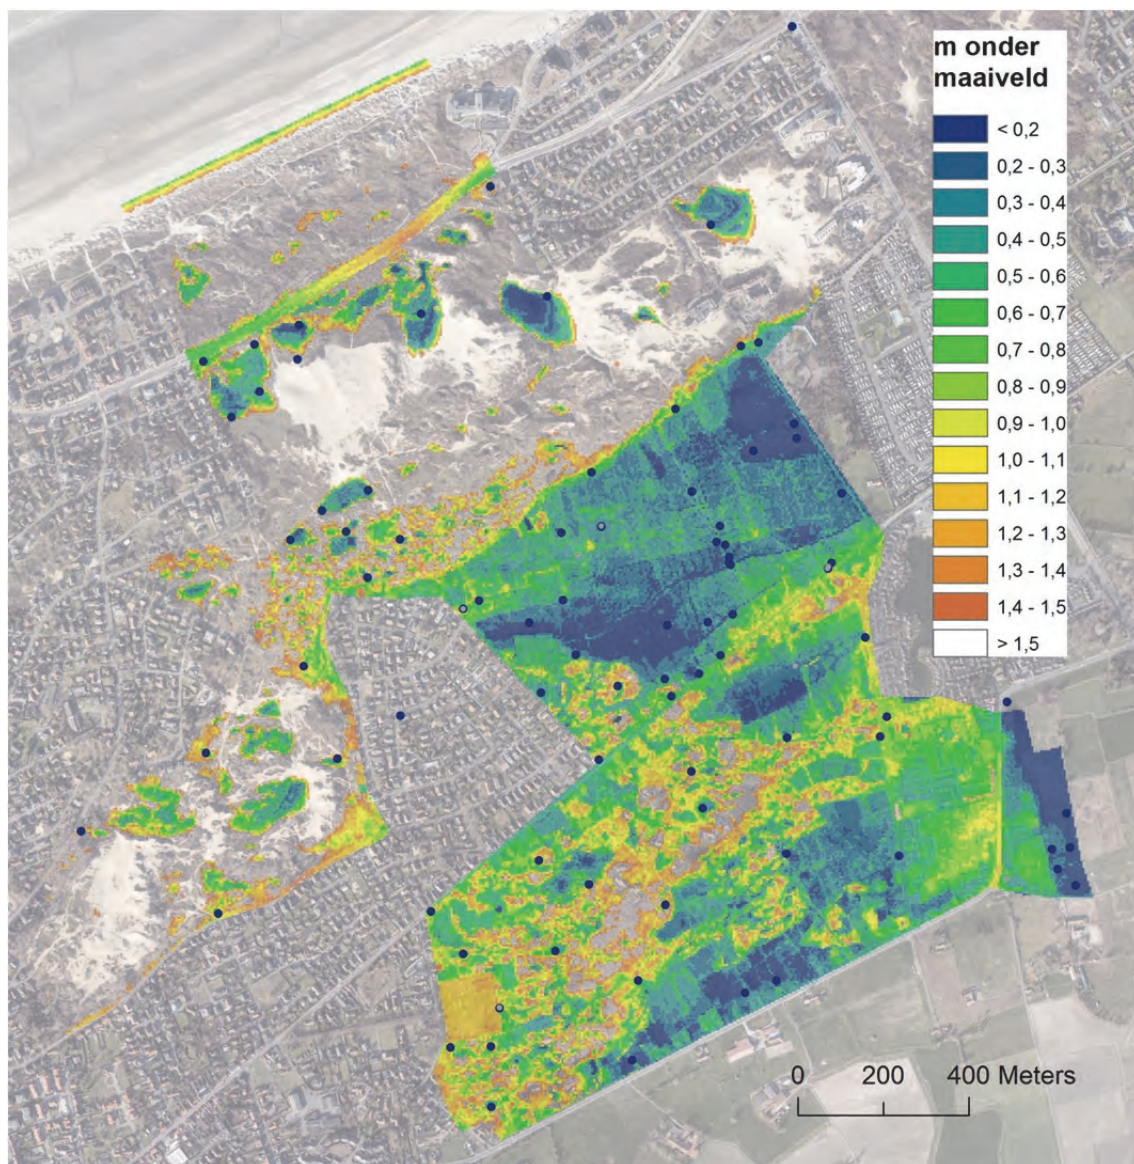 m onder
maaiveld
< 0,2
0,2 - 0,3
0,3 - 0,4
0,4 - 0,5
0,5 - 0,6
0,6 - 0,7
0,7 - 0,8
0,8 - 0,9
0,9 - 1,0
1,0 - 1,1
1,1 - 1,2
1,2 - 1,3
1,3 - 1,4
1,4 - 1,5
> 1,5
0 200 400 Meters